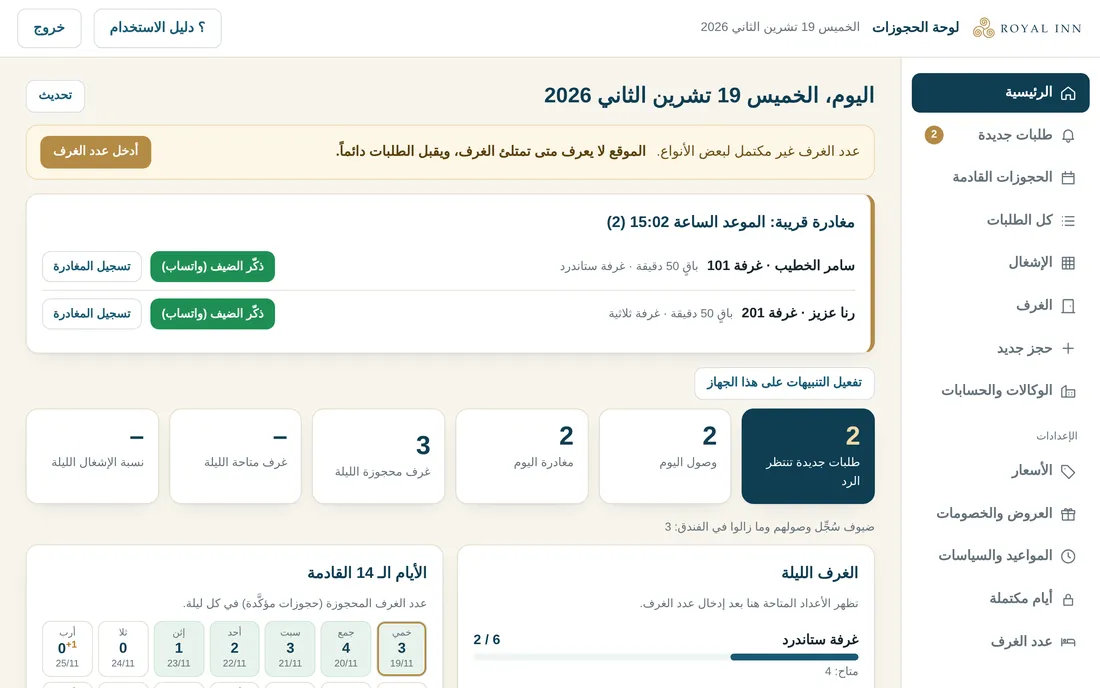 ROYAL INN
لوحة الحجوزات
الخميس 19 تشرين الثاني 2026
؟ دليل الاستخدام
خروج
الرئيسية
طلبات جديدة
2
الحجوزات القادمة
كل الطلبات
الإشغال
الغرف
حجز جديد
الوكالات والحسابات
الإعدادات
الأسعار
العروض والخصومات
المواعيد والسياسات
أيام مكتملة
عدد الغرف
اليوم، الخميس 19 تشرين الثاني 2026
تحديث
عدد الغرف غير مكتمل لبعض الأنواع. الموقع لا يعرف متى تمتلئ الغرف، ويقبل الطلبات دائماً.
أدخل عدد الغرف
مغادرة قريبة: الموعد الساعة 15:02 (2)
سامر الخطيب · غرفة 101 باقٍ 50 دقيقة · غرفة ستاندرد
ذكّر الضيف (واتساب)
تسجيل المغادرة
رنا عزيز · غرفة 201 باقٍ 50 دقيقة · غرفة ثلاثية
ذكّر الضيف (واتساب)
تسجيل المغادرة
تفعيل التنبيهات على هذا الجهاز
2
طلبات جديدة تنتظر
الرد
2
وصول اليوم
2
مغادرة اليوم
3
غرف محجوزة الليلة
–
غرف متاحة الليلة
–
نسبة الإشغال الليلة
ضيوف سُجِّل وصولهم وما زالوا في الفندق: 3
الغرف الليلة
تظهر الأعداد المتاحة هنا بعد إدخال عدد الغرف.
غرفة ستاندرد
2 / 6
متاح: 4
الأيام الـ 14 القادمة
عدد الغرف المحجوزة (حجوزات مؤكَّدة) في كل ليلة.
خمي
3
19/11
جمع
4
20/11
سبت
3
21/11
أحد
2
22/11
إثن
1
23/11
ثلا
0
24/11
أرب
0+1
25/11